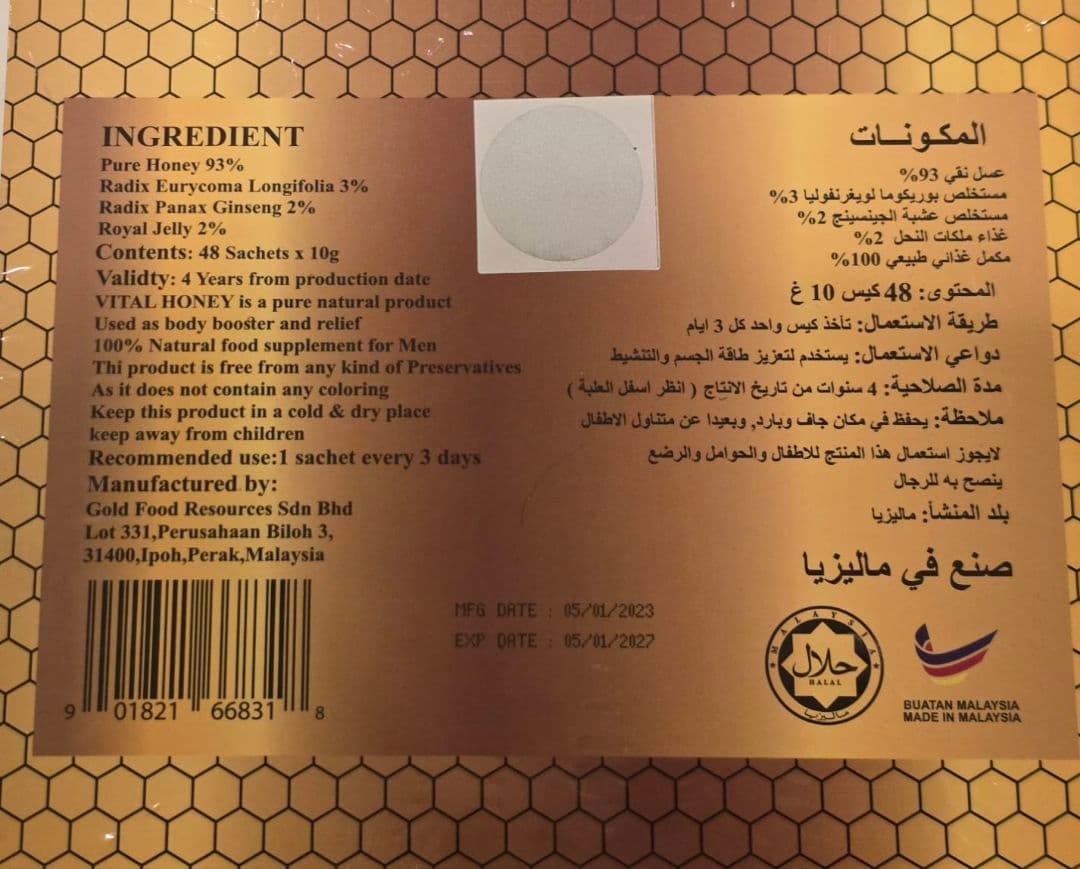 INGREDIENT
Pure Honey 93%
Radix Eurycoma Longifolia 3%
Radix Panax Ginseng 2%
Royal Jelly 2%
Contents: 48 Sachets x 10g
Validty: 4 Years from production date
VITAL HONEY is a pure natural product
Used as body booster and relief
100% Natural food supplement for Men
Thi product is free from any kind of Preservatives
As it does not contain any coloring
Keep this product in a cold & dry place
keep away from children
Recommended use:1 sachet every 3 days
Manufactured by:
Gold Food Resources Sdn Bhd
Lot 331,Perusahaan Biloh 3,
31400,Ipoh,Perak,Malaysia
9 01821 66831 8
MFG DATE : 05/01/2023
EXP DATE : 05/01/2027
المكونـات
عسل نقي 93%
مستخلص يوريكوما لويغرنفوليا 3%
مستخلص عشبة الجينسينج 2%
غذاء ملكات النحل 2%
مكمل غذائي طبيعي 100%
المحتوى: 48 كيس 10 غ
طريقة الاستعمال: تأخذ كيس واحد كل 3 ايام
دواعي الاستعمال: يستخدم لتعزيز طاقة الجسم والتنشيط
مدة الصلاحية: 4 سنوات من تاريخ الانتاج ( انظر اسفل العلبة )
ملاحظة: يحفظ في مكان جاف وبارد, وبعيدا عن متناول الاطفال
لايجوز استعمال هذا المنتج للاطفال والحوامل والرضع
ينصح به للرجال
بلد المنشأ: ماليزيا
صنع في ماليزيا
MALAYSIA
حلال
HALAL
ماليزيا
BUATAN MALAYSIA
MADE IN MALAYSIA